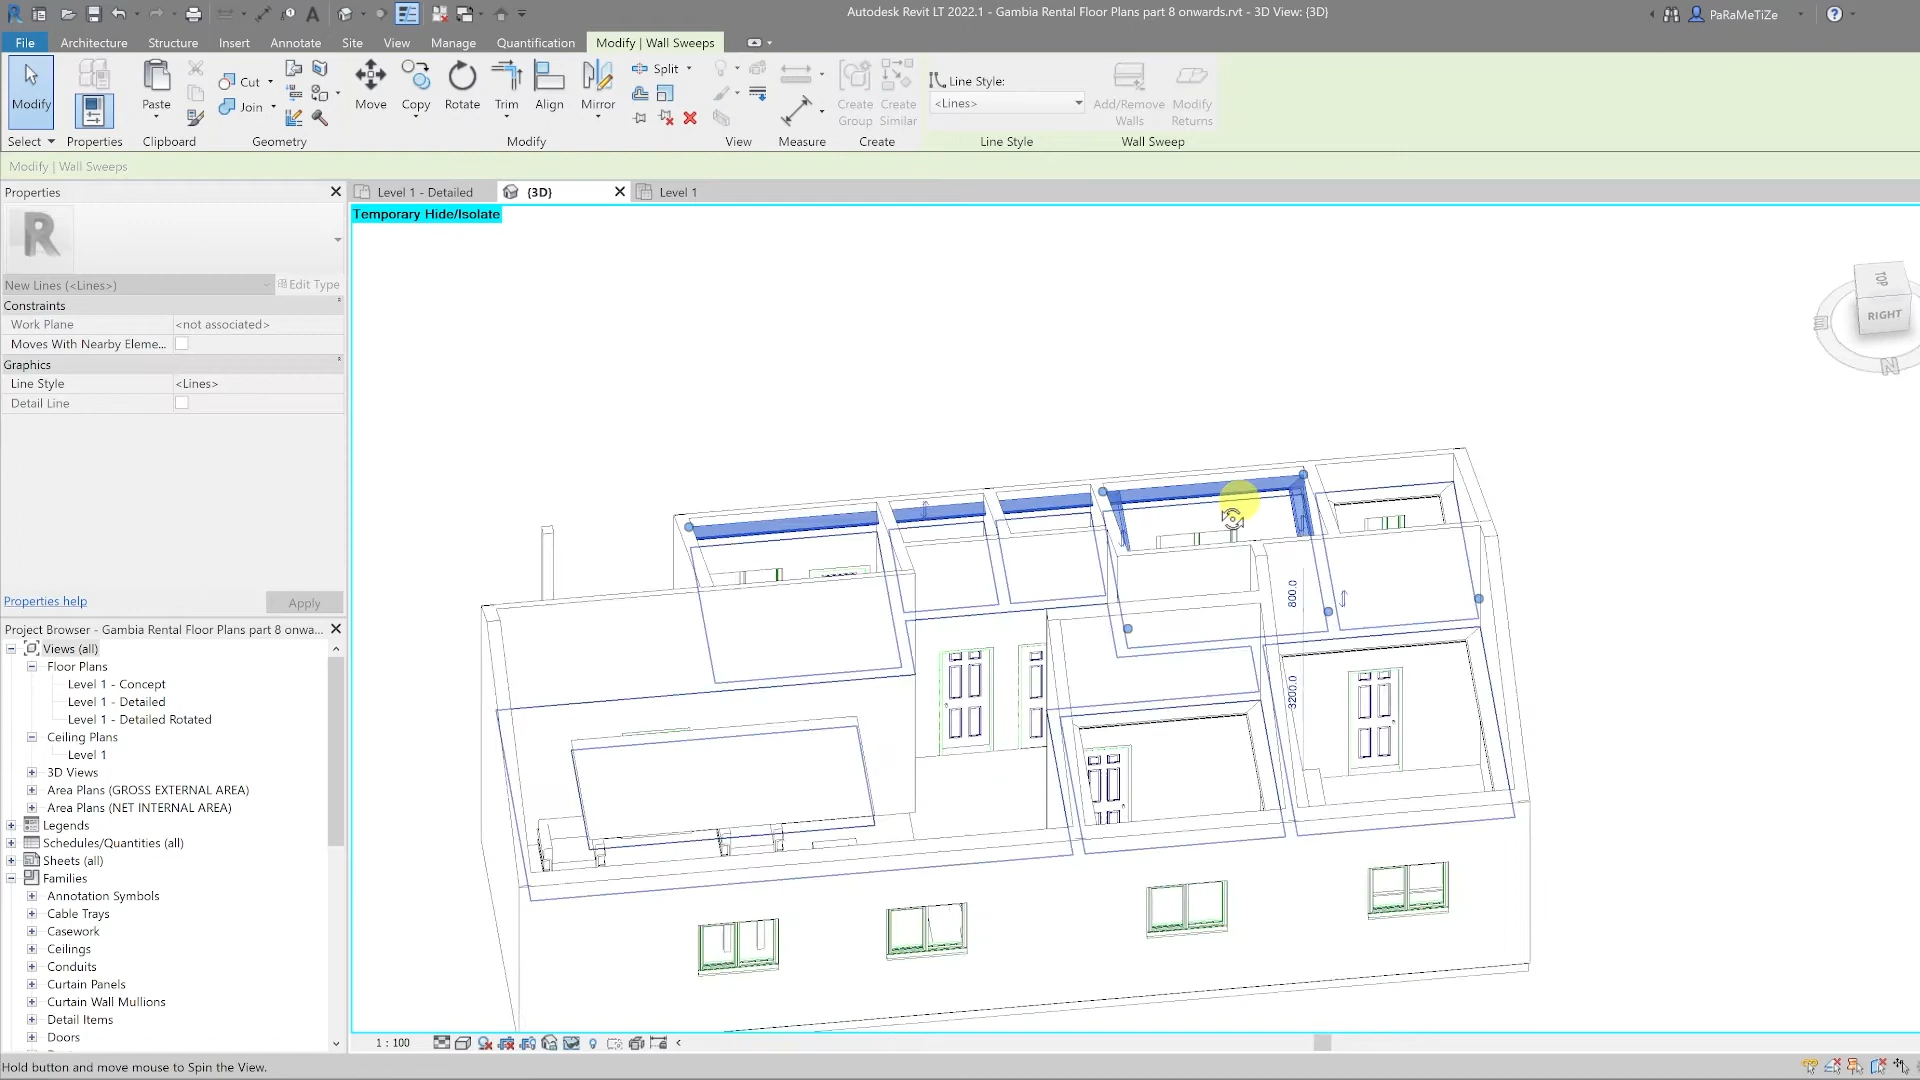 Autodesk Revit LT 2022.1 - Gambia Rental Floor Plans part 8 onwards.rvt - 3D View: {3D}
PaRaMeTiZe
File
Architecture
Structure
Insert
Annotate
Site
View
Manage
Quantification
Modify | Wall Sweeps
Modify
Paste
Cut
Join
Move
Copy
Rotate
Trim
Align
Mirror
Split
Create
Group
Create
Similar
Line Style:
<Lines>
Add/Remove
Walls
Modify
Returns
Select
Properties
Clipboard
Geometry
Modify
View
Measure
Create
Line Style
Wall Sweep
Modify | Wall Sweeps
Properties
Level 1 - Detailed
{3D}
Level 1
Temporary Hide/Isolate
R
New Lines (<Lines>)
Edit Type
Constraints
Work Plane
<not associated>
Moves With Nearby Eleme...
Graphics
Line Style
<Lines>
Detail Line
Properties help
Apply
Project Browser - Gambia Rental Floor Plans part 8 onwa...
Views (all)
Floor Plans
Level 1 - Concept
Level 1 - Detailed
Level 1 - Detailed Rotated
Ceiling Plans
Level 1
3D Views
Area Plans (GROSS EXTERNAL AREA)
Area Plans (NET INTERNAL AREA)
Legends
Schedules/Quantities (all)
Sheets (all)
Families
Annotation Symbols
Cable Trays
Casework
Ceilings
Conduits
Curtain Panels
Curtain Wall Mullions
Detail Items
Doors
TOP
RIGHT
E
N
800.0
3200.0
1 : 100
Hold button and move mouse to Spin the View.